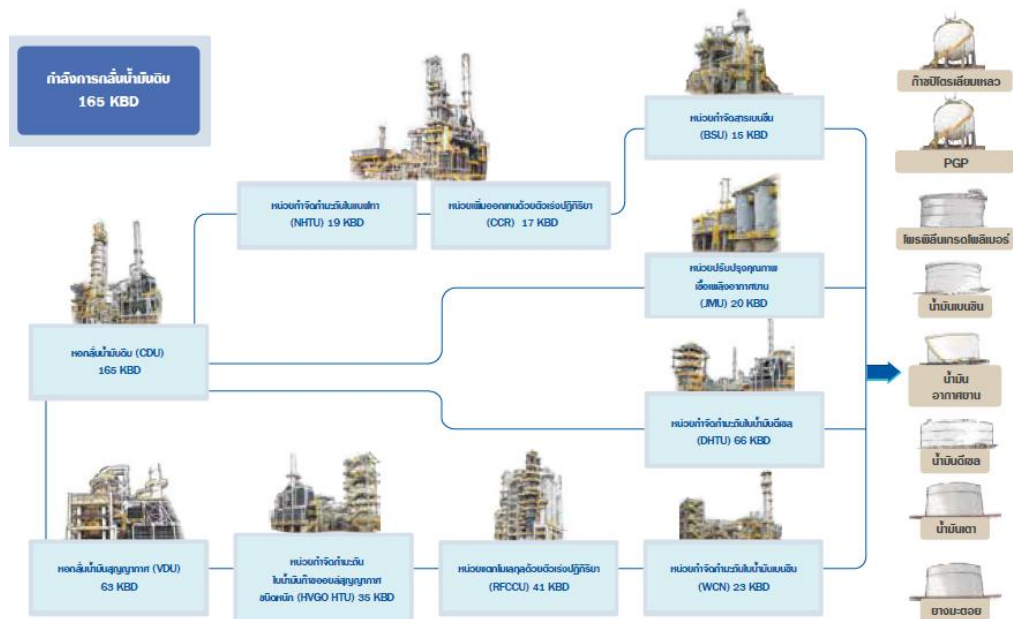 กำลังการกลั่นน้ำมันดิบ
165 KBD
หน่วยกำจัดสารเบนซีน
(BSU) 15 KBD
ก๊าซปิโตรเลียมเหลว
PGP
หน่วยกำจัดกำมะถันในแนฟทา
(NHTU) 19 KBD
หน่วยเพิ่มออกเทนด้วยตัวเร่งปฏิกิริยา
(CCR) 17 KBD
โพรพิลีนเกรดโพลิเมอร์
หน่วยปรับปรุงคุณภาพ
เชื้อเพลิงอากาศยาน
(JMU) 20 KBD
น้ำมันเบนซิน
หอกลั่นน้ำมันดิบ (CDU)
165 KBD
น้ำมัน
อากาศยาน
หน่วยกำจัดกำมะถันในน้ำมันดีเซล
(DHTU) 66 KBD
น้ำมันดีเซล
น้ำมันเตา
หอกลั่นน้ำมันสุญญากาศ (VDU)
63 KBD
หน่วยกำจัดกำมะถัน
ในน้ำมันก๊าซออยล์สุญญากาศ
ชนิดหนัก (HVGO HTU) 35 KBD
หน่วยแตกโมเลกุลด้วยตัวเร่งปฏิกิริยา
(RFCCU) 41 KBD
หน่วยกำจัดกำมะถันในน้ำมันเบนซิน
(WCN) 23 KBD
ยางมะตอย